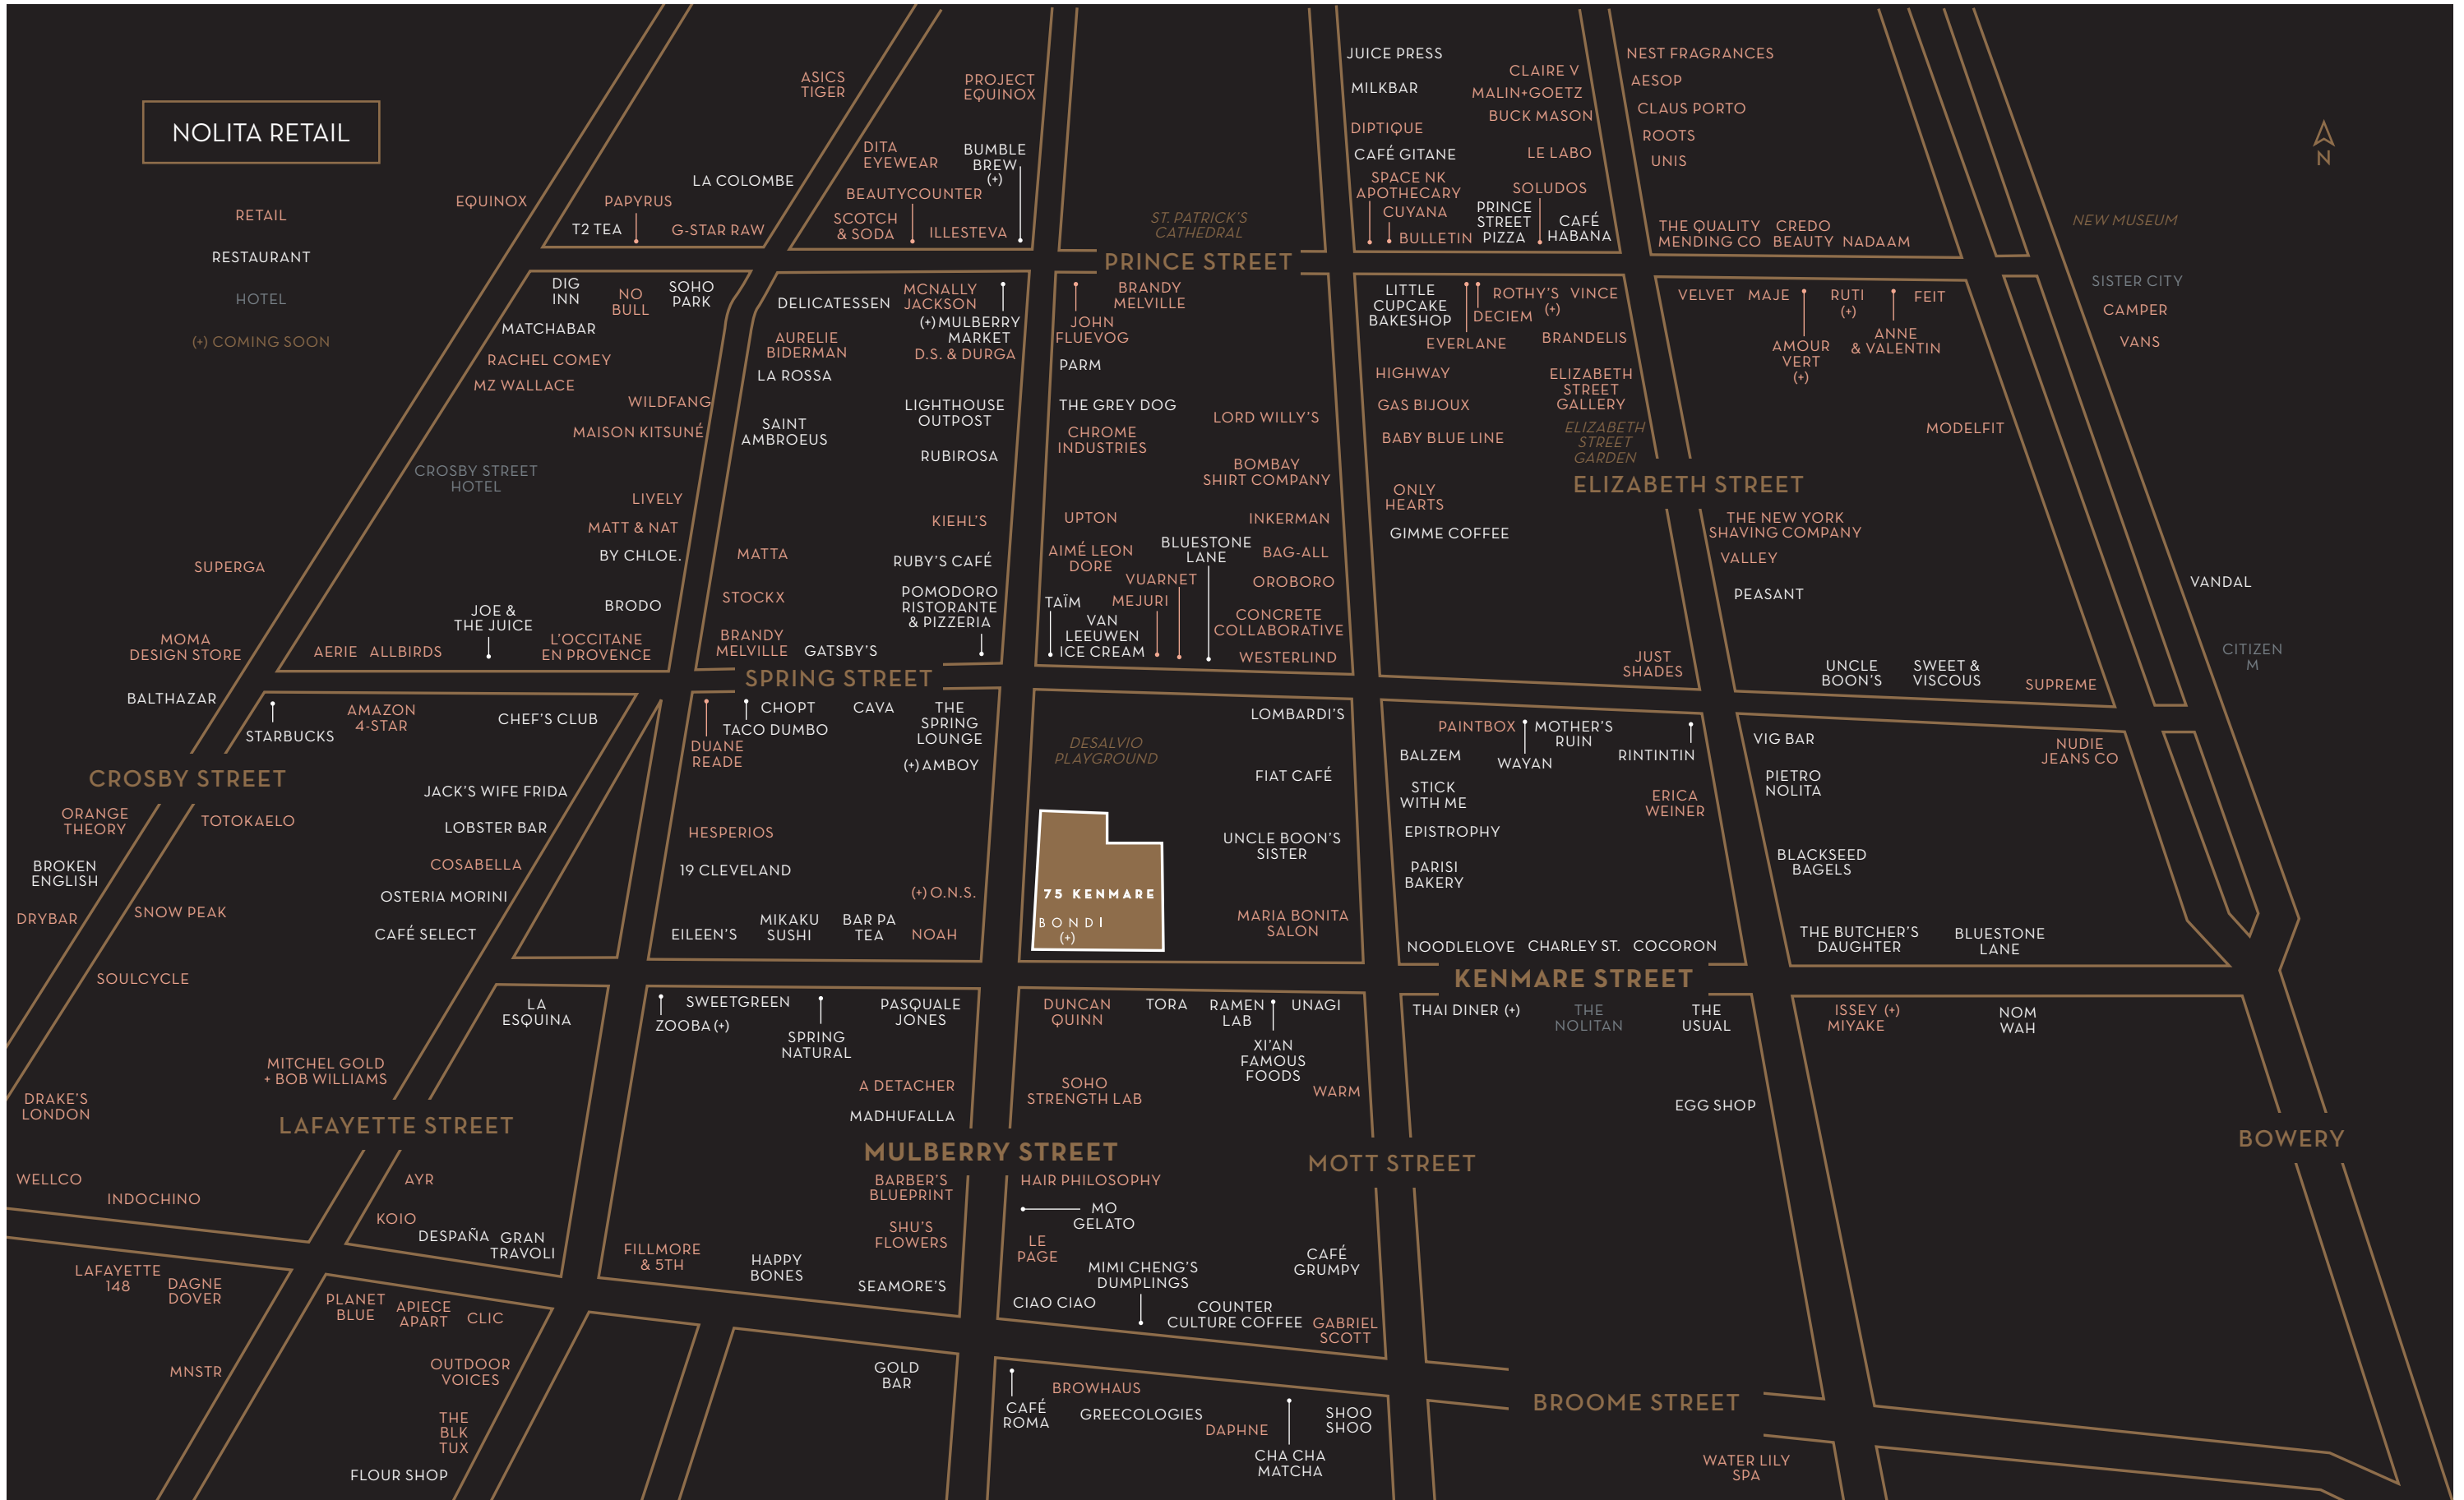 NOLITA RETAIL
RETAIL
RESTAURANT
HOTEL
(+) COMING SOON
N
ASICS
TIGER
PROJECT
EQUINOX
DITA
EYEWEAR
BUMBLE
BREW
(+)
LA COLOMBE
BEAUTYCOUNTER
EQUINOX
PAPYRUS
T2 TEA
G-STAR RAW
SCOTCH
& SODA
ILLESTEVA
ST. PATRICK'S
CATHEDRAL
PRINCE STREET
JUICE PRESS
MILKBAR
DIPTIQUE
CAFÉ GITANE
SPACE NK
APOTHECARY
CUYANA
BULLETIN
CLAIRE V
MALIN+GOETZ
BUCK MASON
LE LABO
SOLUDOS
PRINCE
STREET
PIZZA
CAFÉ
HABANA
NEST FRAGRANCES
AESOP
CLAUS PORTO
ROOTS
UNIS
THE QUALITY
MENDING CO
CREDO
BEAUTY
NADAAM
NEW MUSEUM
SISTER CITY
CAMPER
VANS
DIG
INN
NO
BULL
SOHO
PARK
MATCHABAR
RACHEL COMEY
MZ WALLACE
WILDFANG
MAISON KITSUNÉ
CROSBY STREET
HOTEL
LIVELY
MATT & NAT
BY CHLOE.
BRODO
JOE &
THE JUICE
L'OCCITANE
EN PROVENCE
AERIE
ALLBIRDS
SUPERGA
MOMA
DESIGN STORE
BALTHAZAR
DELICATESSEN
MCNALLY
JACKSON
(+) MULBERRY
MARKET
D.S. & DURGA
AURELIE
BIDERMAN
LA ROSSA
SAINT
AMBROEUS
LIGHTHOUSE
OUTPOST
RUBIROSA
KIEHL'S
MATTA
RUBY'S CAFÉ
STOCKX
POMODORO
RISTORANTE
& PIZZERIA
BRANDY
MELVILLE
GATSBY'S
SPRING STREET
BRANDY
MELVILLE
JOHN
FLUEVOG
PARM
THE GREY DOG
LORD WILLY'S
CHROME
INDUSTRIES
BOMBAY
SHIRT COMPANY
UPTON
INKERMAN
AIMÉ LEON
DORE
BLUESTONE
LANE
BAG-ALL
VUARNET
OROBORO
TAÏM
MEJURI
VAN
LEEUWEN
ICE CREAM
CONCRETE
COLLABORATIVE
WESTERLIND
LITTLE
CUPCAKE
BAKESHOP
ROTHY'S
(+)
VINCE
DECIEM
EVERLANE
BRANDELIS
HIGHWAY
GAS BIJOUX
BABY BLUE LINE
ELIZABETH
STREET
GALLERY
ELIZABETH
STREET
GARDEN
ONLY
HEARTS
GIMME COFFEE
ELIZABETH STREET
JUST
SHADES
VELVET
MAJE
RUTI
(+)
FEIT
AMOUR
VERT
(+)
ANNE
& VALENTIN
MODELFIT
THE NEW YORK
SHAVING COMPANY
VALLEY
PEASANT
UNCLE
BOON'S
SWEET &
VISCOUS
SUPREME
VANDAL
CITIZEN
M
STARBUCKS
AMAZON
4-STAR
CHEF'S CLUB
CROSBY STREET
JACK'S WIFE FRIDA
LOBSTER BAR
COSABELLA
OSTERIA MORINI
CAFÉ SELECT
ORANGE
THEORY
TOTOKAELO
BROKEN
ENGLISH
DRYBAR
SNOW PEAK
SOULCYCLE
DUANE
READE
CHOPT
TACO DUMBO
CAVA
THE
SPRING
LOUNGE
(+) AMBOY
HESPERIOS
19 CLEVELAND
(+) O.N.S.
EILEEN'S
MIKAKU
SUSHI
BAR PA
TEA
NOAH
DESALVIO
PLAYGROUND
LOMBARDI'S
FIAT CAFÉ
UNCLE BOON'S
SISTER
75 KENMARE
BONDI
(+)
MARIA BONITA
SALON
PAINTBOX
MOTHER'S
RUIN
BALZEM
WAYAN
RINTINTIN
STICK
WITH ME
ERICA
WEINER
EPISTROPHY
PARISI
BAKERY
NOODLELOVE
CHARLEY ST.
COCORON
KENMARE STREET
VIG BAR
PIETRO
NOLITA
BLACKSEED
BAGELS
THE BUTCHER'S
DAUGHTER
BLUESTONE
LANE
NUDIE
JEANS CO
LA
ESQUINA
MITCHEL GOLD
+ BOB WILLIAMS
DRAKE'S
LONDON
LAFAYETTE STREET
WELLCO
INDOCHINO
AYR
KOIO
DESPAÑA
GRAN
TRAVOLI
ZOOBA (+)
SWEETGREEN
SPRING
NATURAL
PASQUALE
JONES
A DETACHER
MADHUFALLA
MULBERRY STREET
BARBER'S
BLUEPRINT
SHU'S
FLOWERS
FILLMORE
& 5TH
HAPPY
BONES
SEAMORE'S
DUNCAN
QUINN
TORA
RAMEN
LAB
UNAGI
XI'AN
FAMOUS
FOODS
SOHO
STRENGTH LAB
WARM
MOTT STREET
HAIR PHILOSOPHY
MO
GELATO
LE
PAGE
MIMI CHENG'S
DUMPLINGS
CAFÉ
GRUMPY
CIAO CIAO
COUNTER
CULTURE COFFEE
GABRIEL
SCOTT
THAI DINER (+)
THE
NOLITAN
THE
USUAL
EGG SHOP
ISSEY (+)
MIYAKE
NOM
WAH
BOWERY
LAFAYETTE
148
DAGNE
DOVER
MNSTR
PLANET
BLUE
APIECE
APART
CLIC
OUTDOOR
VOICES
THE
BLK
TUX
FLOUR SHOP
GOLD
BAR
CAFÉ
ROMA
BROWHAUS
GREECOLOGIES
DAPHNE
CHA CHA
MATCHA
SHOO
SHOO
BROOME STREET
WATER LILY
SPA